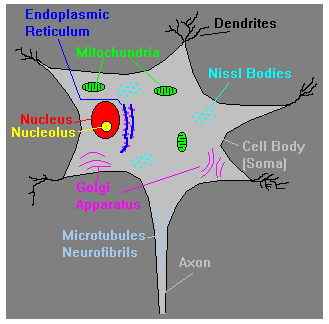 Endoplasmic
Reticulum
Dendrites
Mitochondria
Nissl Bodies
Nucleus
Nucleolus
Cell Body
(Soma)
Golgi
Apparatus
Microtubules
Neurofibrils
Axon